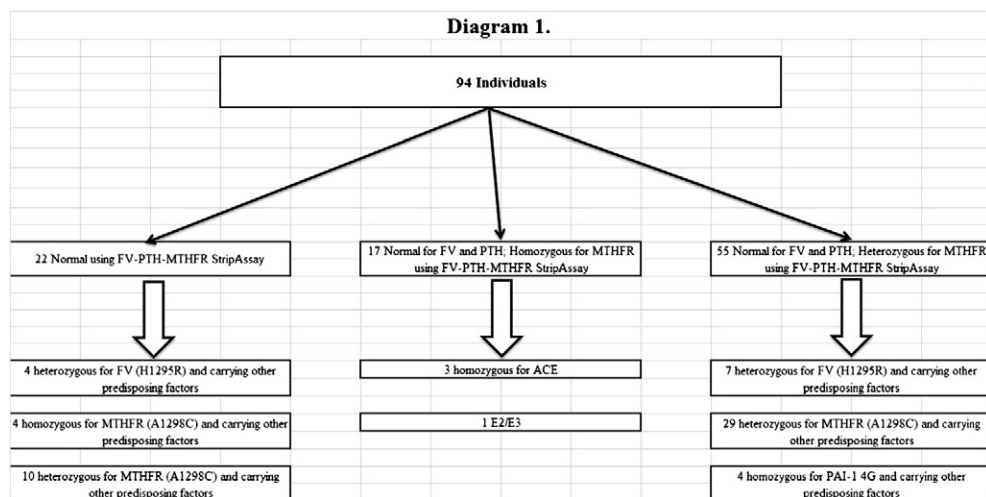 Diagram 1.
94 Individuals
22 Normal using FV-PTH-MTHFR StripAssay
17 Normal for FV and PTH; Homozygous for MTHFR
using FV-PTH-MTHFR StripAssay
55 Normal for FV and PTH; Heterozygous for MTHFR
using FV-PTH-MTHFR StripAssay
4 heterozygous for FV (H1295R) and carrying other
predisposing factors
3 homozygous for ACE
7 heterozygous for FV (H1295R) and carrying other
predisposing factors
4 homozygous for MTHFR (A1298C) and carrying other
predisposing factors
1 E2/E3
29 heterozygous for MTHFR (A1298C) and carrying
other predisposing factors
10 heterozygous for MTHFR (A1298C) and carrying
other predisposing factors
4 homozygous for PAI-1 4G and carrying other
predisposing factors